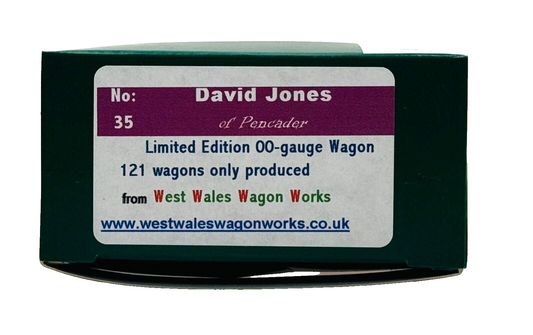 No: David Jones
35 of Pencader
Limited Edition 00-gauge Wagon
121 wagons only produced
from West Wales Wagon Works
www.westwaleswagonworks.co.uk